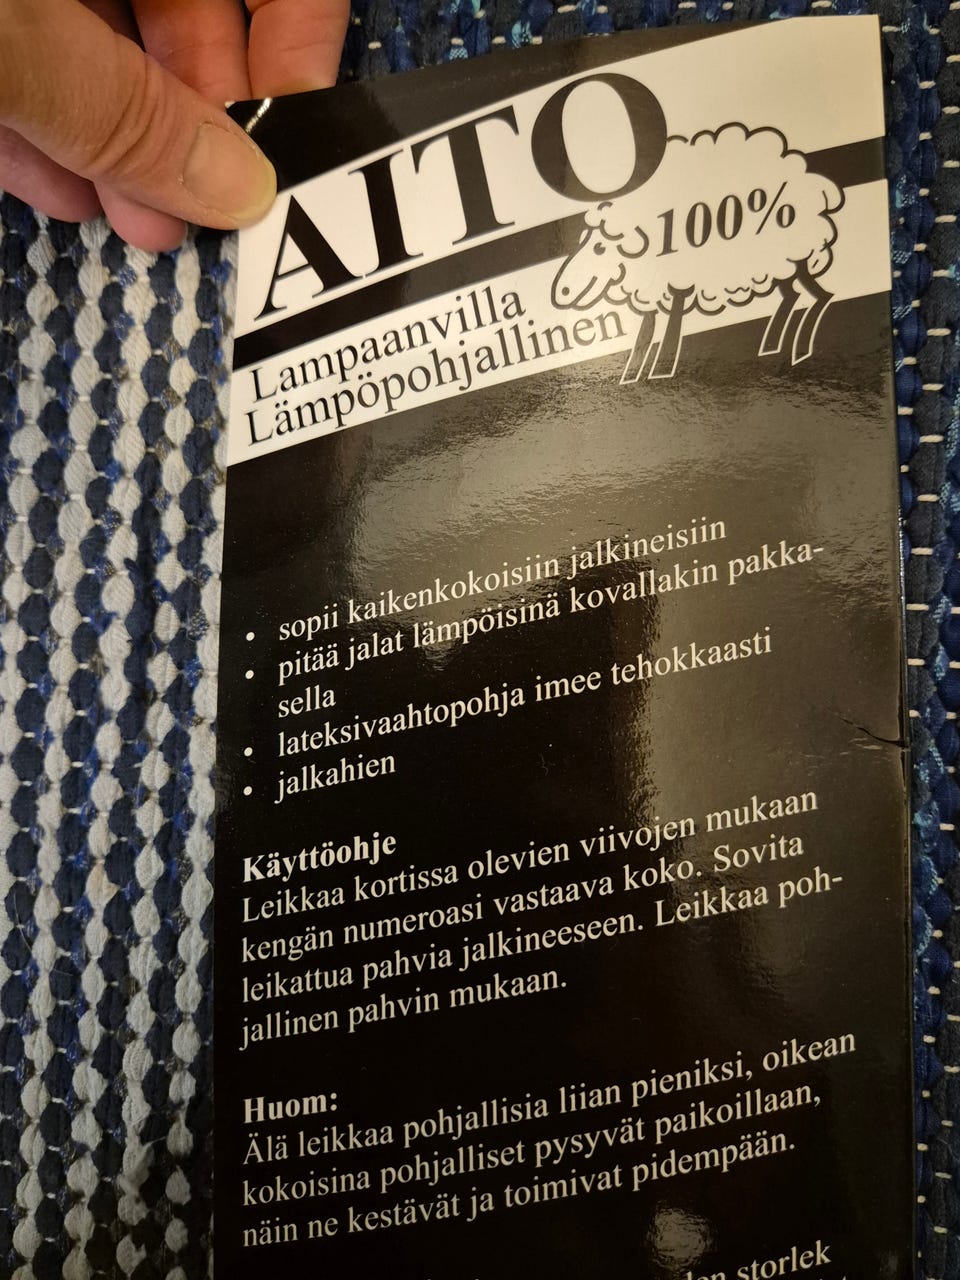 AITO
100%
Lampaanvilla
Lämpöpohjallinen
• sopii kaikenkokoisiin jalkineisiin
• pitää jalat lämpöisinä kovallakin pakka-
sella
• lateksivaahtopohja imee tehokkaasti
• jalkahien
Käyttöohje
Leikkaa kortissa olevien viivojen mukaan
kengän numeroasi vastaava koko. Sovita
leikattua pahvia jalkineeseen. Leikkaa poh-
jallinen pahvin mukaan.
Huom:
Älä leikkaa pohjallisia liian pieniksi, oikean
kokoisina pohjalliset pysyvät paikoillaan,
näin ne kestävät ja toimivat pidempään.
storlek